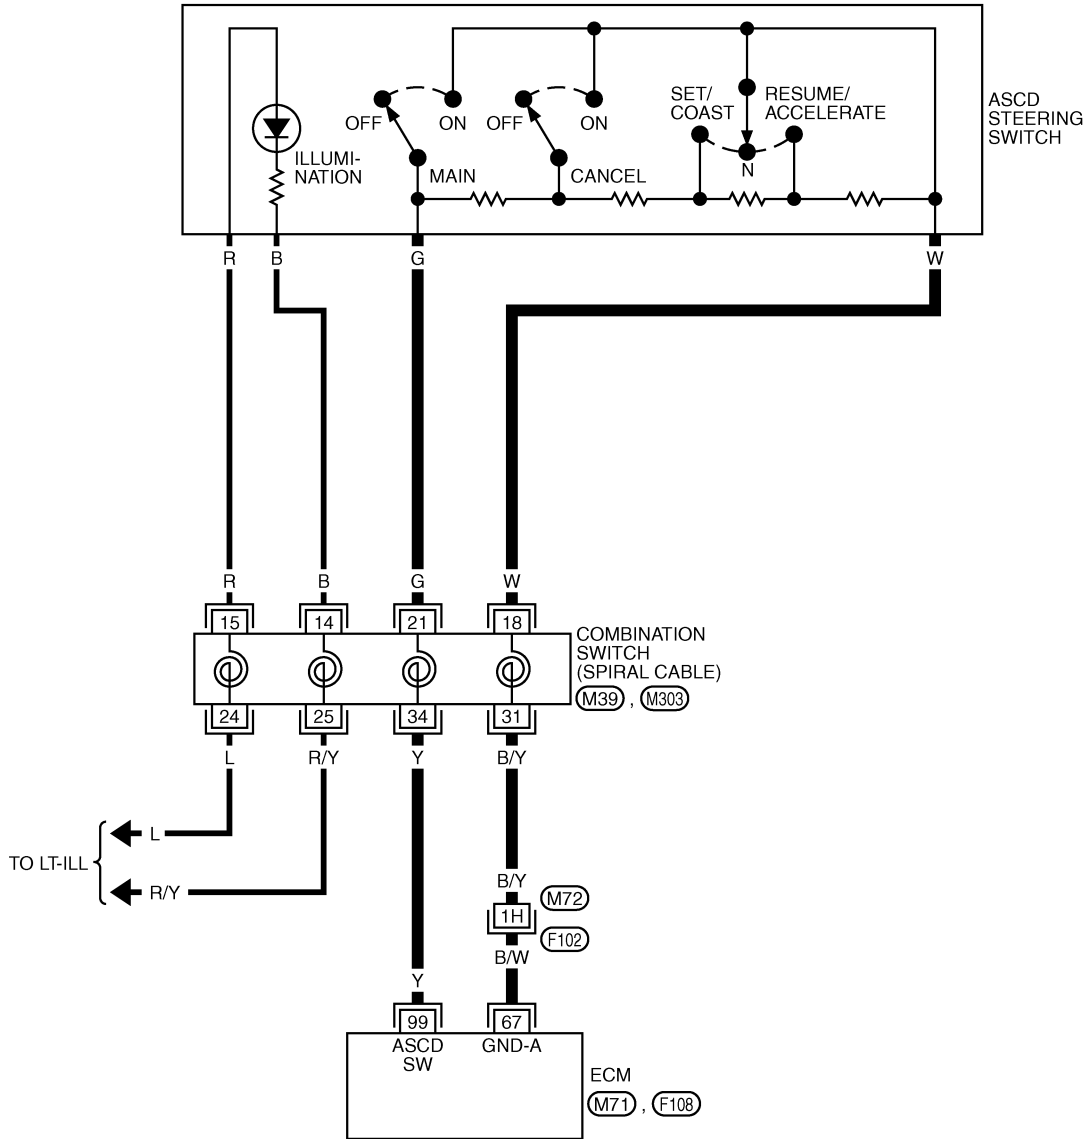 SET/
COAST
RESUME/
ACCELERATE
ASCD
STEERING
SWITCH
OFF
ON
OFF
ON
ILLUMI-
NATION
MAIN
CANCEL
N
R
B
G
W
R
B
G
W
15
14
21
18
COMBINATION
SWITCH
(SPIRAL CABLE)
M39 , M303
24
25
34
31
L
R/Y
Y
B/Y
L
TO LT-ILL
R/Y
B/Y
M72
1H
F102
B/W
Y
99
67
ASCD
SW
GND-A
ECM
M71 , F108